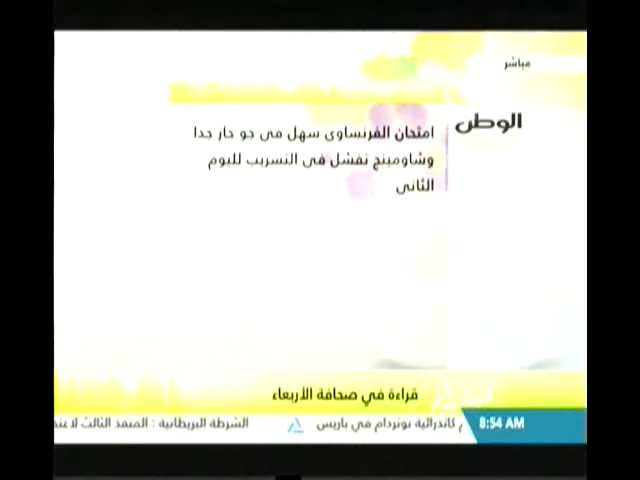 مباشر
الوطن
امتحان الفرنساوى سهل فى جو حار جدا
وشاومينج تفشل فى التسريب لليوم
الثانى
قراءة في صحافة الأربعاء
8:54 AM
م كاتدرائية نوتردام في باريس الشرطة البريطانية : المنفذ الثالث لاعتد